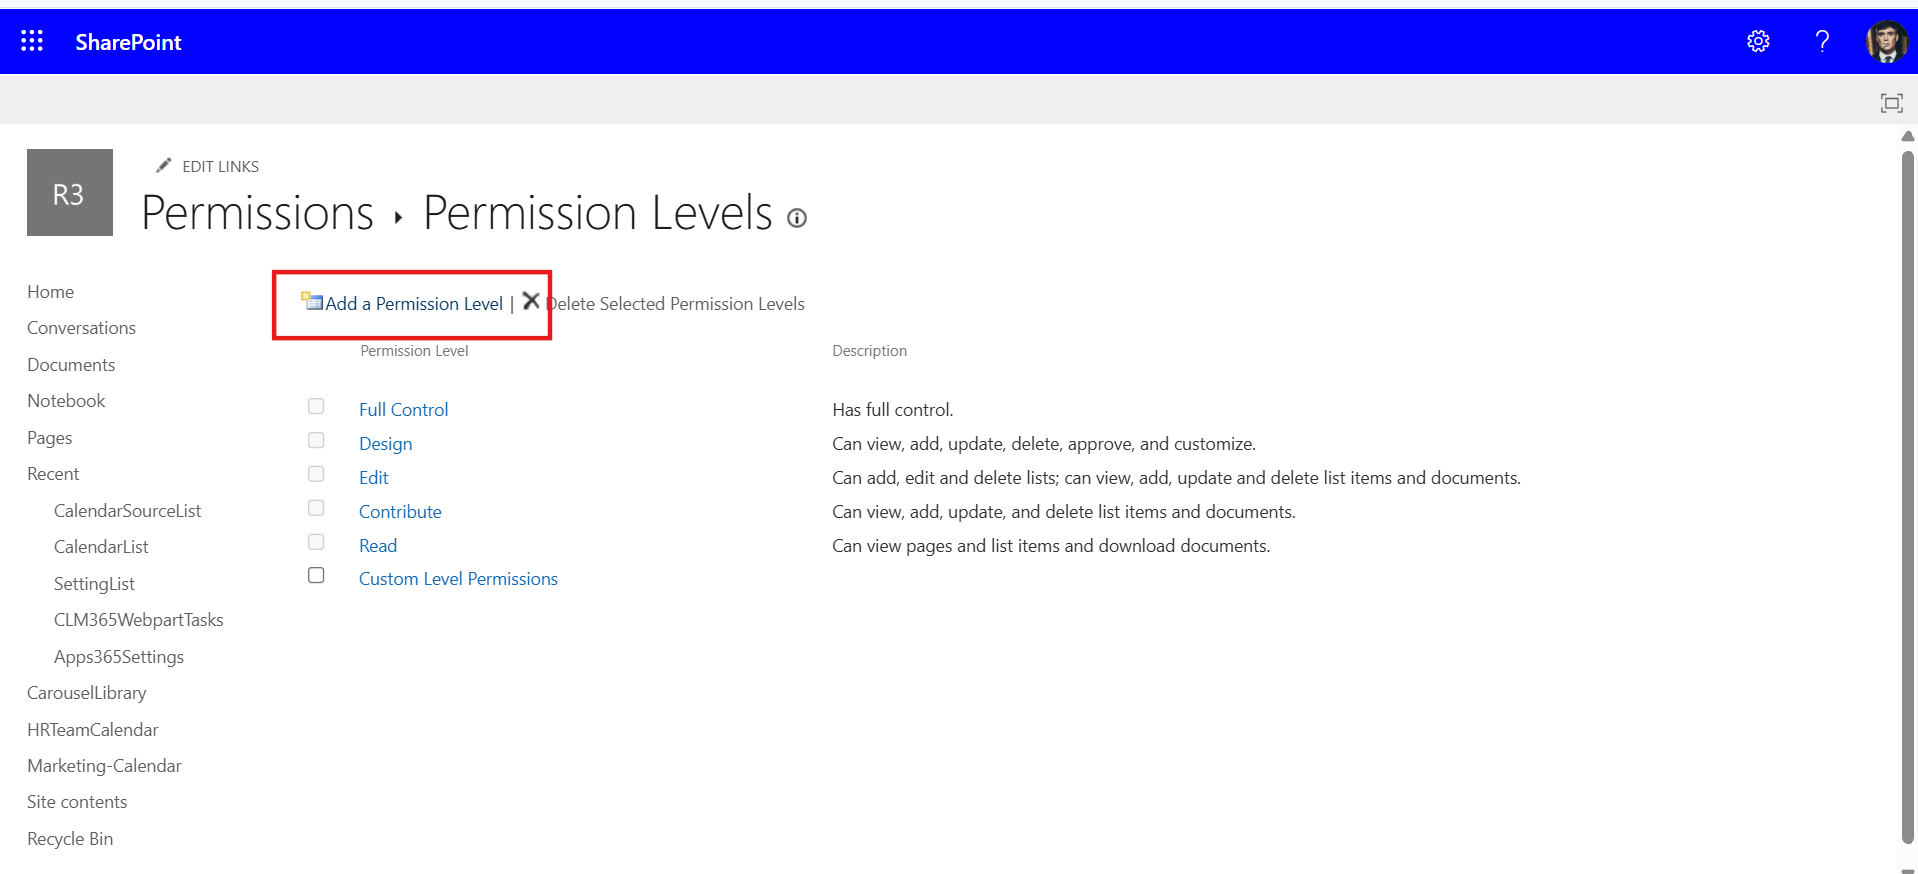 SharePoint
?
R3
EDIT LINKS
Permissions ▸ Permission Levels
Add a Permission Level | Delete Selected Permission Levels
Permission Level Description
Full Control Has full control.
Design Can view, add, update, delete, approve, and customize.
Edit Can add, edit and delete lists; can view, add, update and delete list items and documents.
Contribute Can view, add, update, and delete list items and documents.
Read Can view pages and list items and download documents.
Custom Level Permissions
Home
Conversations
Documents
Notebook
Pages
Recent
CalendarSourceList
CalendarList
SettingList
CLM365WebpartTasks
Apps365Settings
CarouselLibrary
HRTeamCalendar
Marketing-Calendar
Site contents
Recycle Bin